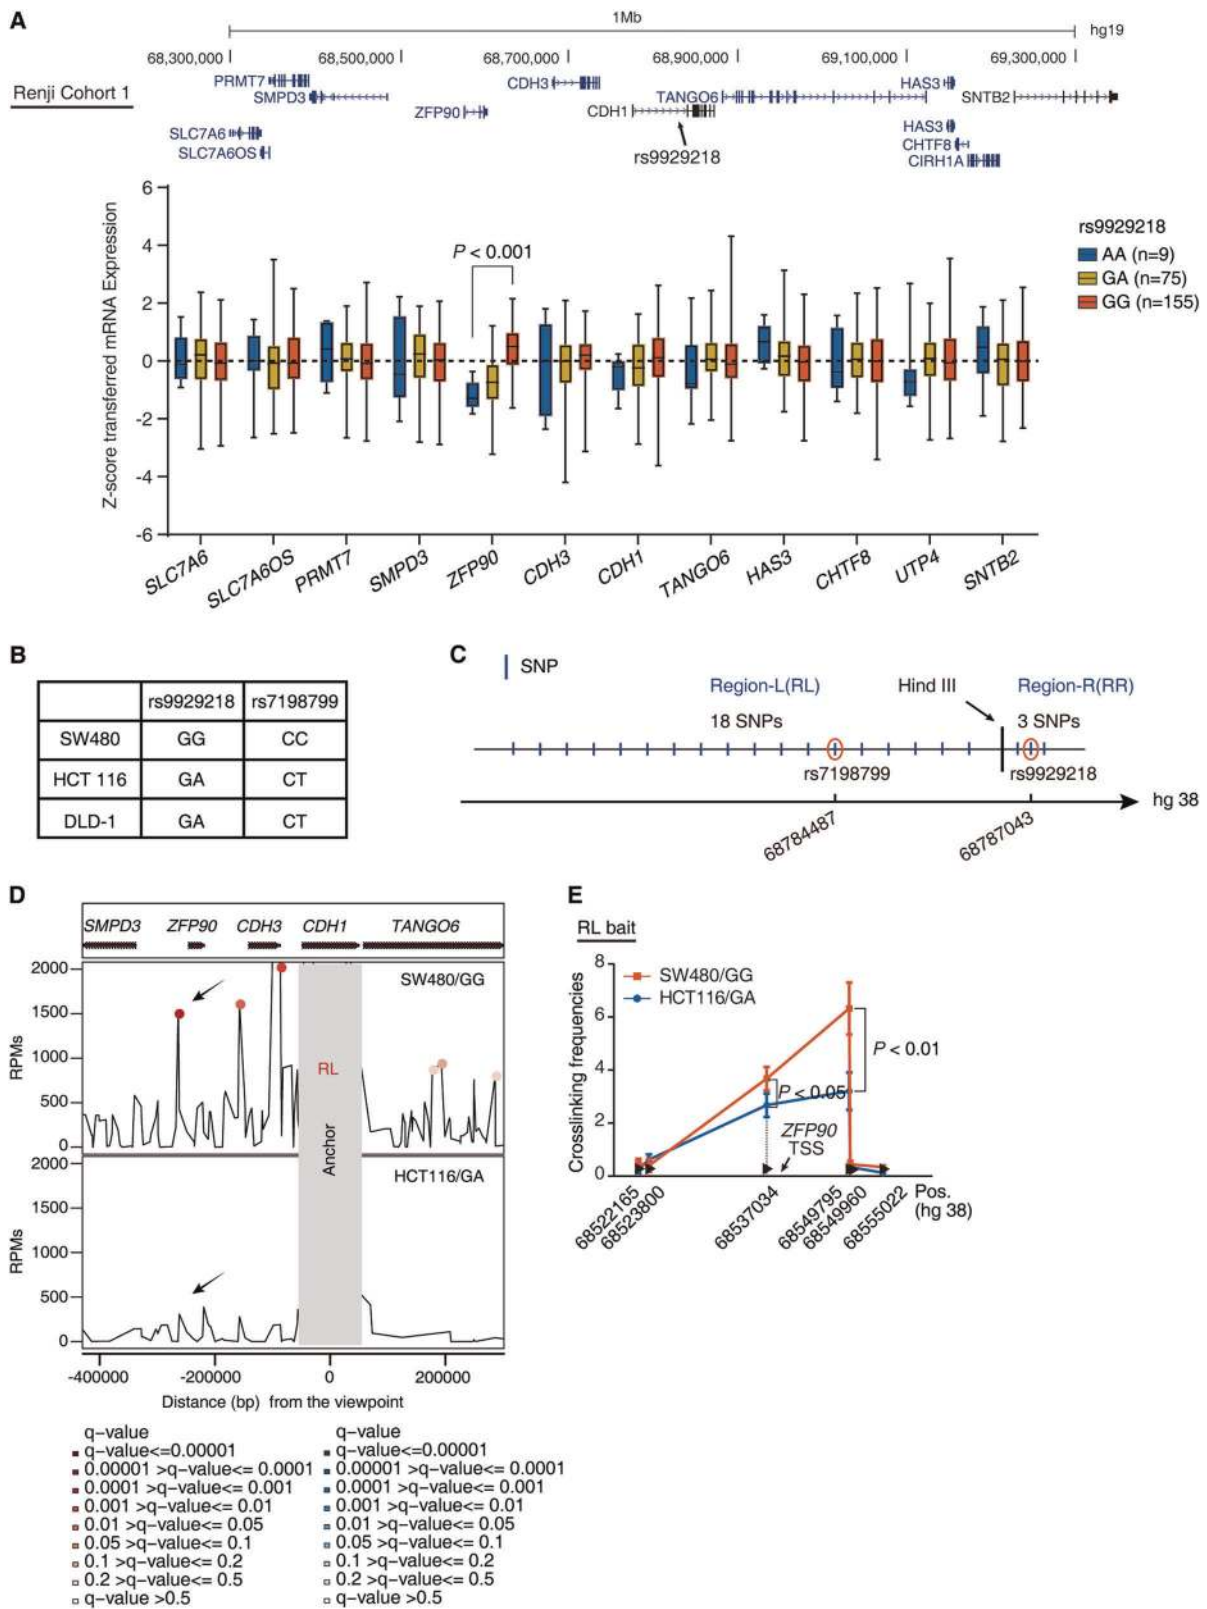 A
1Mb
hg19
68,300,000
68,500,000
68,700,000
68,900,000
69,100,000
69,300,000
Renji Cohort 1
PRMT7
SMPD3
ZFP90
CDH3
CDH1
TANGO6
HAS3
SNTB2
SLC7A6
SLC7A6OS
rs9929218
HAS3
CHTF8
CIRH1A
Z-score transferred mRNA Expression
6
4
2
0
-2
-4
-6
P < 0.001
rs9929218
AA (n=9)
GA (n=75)
GG (n=155)
SLC7A6
SLC7A6OS
PRMT7
SMPD3
ZFP90
CDH3
CDH1
TANGO6
HAS3
CHTF8
UTP4
SNTB2
B
rs9929218 rs7198799
SW480 GG CC
HCT 116 GA CT
DLD-1 GA CT
C
SNP
Region-L(RL)
Hind III
Region-R(RR)
18 SNPs
3 SNPs
rs7198799
rs9929218
hg 38
68784487
68787043
D
SMPD3 ZFP90 CDH3 CDH1 TANGO6
SW480/GG
RPMs
2000
1500
1000
500
0
RL
Anchor
HCT116/GA
RPMs
2000
1500
1000
500
0
-400000 -200000 0 200000
Distance (bp) from the viewpoint
q-value
q-value<=0.00001
0.00001 >q-value<= 0.0001
0.0001 >q-value<= 0.001
0.001 >q-value<= 0.01
0.01 >q-value<= 0.05
0.05 >q-value<= 0.1
0.1 >q-value<= 0.2
0.2 >q-value<= 0.5
q-value >0.5
q-value
q-value<=0.00001
0.00001 >q-value<= 0.0001
0.0001 >q-value<= 0.001
0.001 >q-value<= 0.01
0.01 >q-value<= 0.05
0.05 >q-value<= 0.1
0.1 >q-value<= 0.2
0.2 >q-value<= 0.5
q-value >0.5
E
RL bait
Crosslinking frequencies
8
6
4
2
0
SW480/GG
HCT116/GA
P < 0.01
P < 0.05
ZFP90
TSS
68522165
68523800
68537034
68549795
68549960
68555022
Pos.
(hg 38)